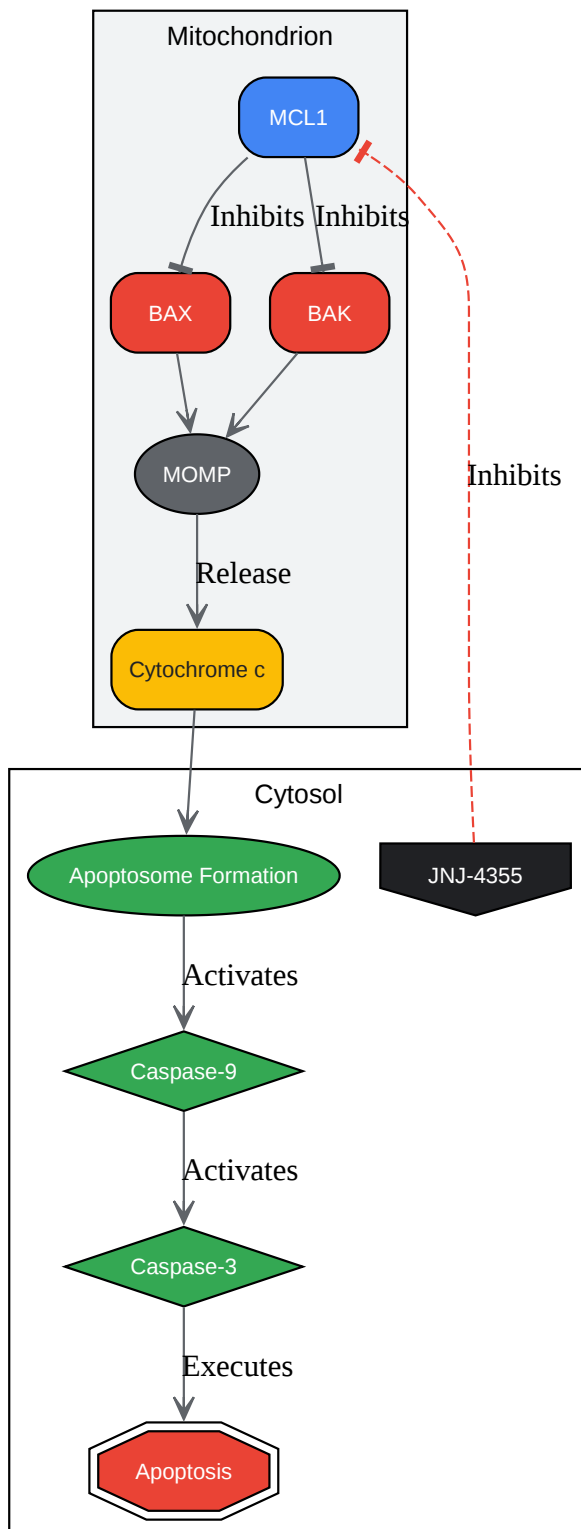 Mitochondrion
MCL1
Inhibits
Inhibits
BAX
BAK
MOMP
Inhibits
Release
Cytochrome c
Cytosol
Apoptosome Formation
JNJ-4355
Activates
Caspase-9
Activates
Caspase-3
Executes
Apoptosis